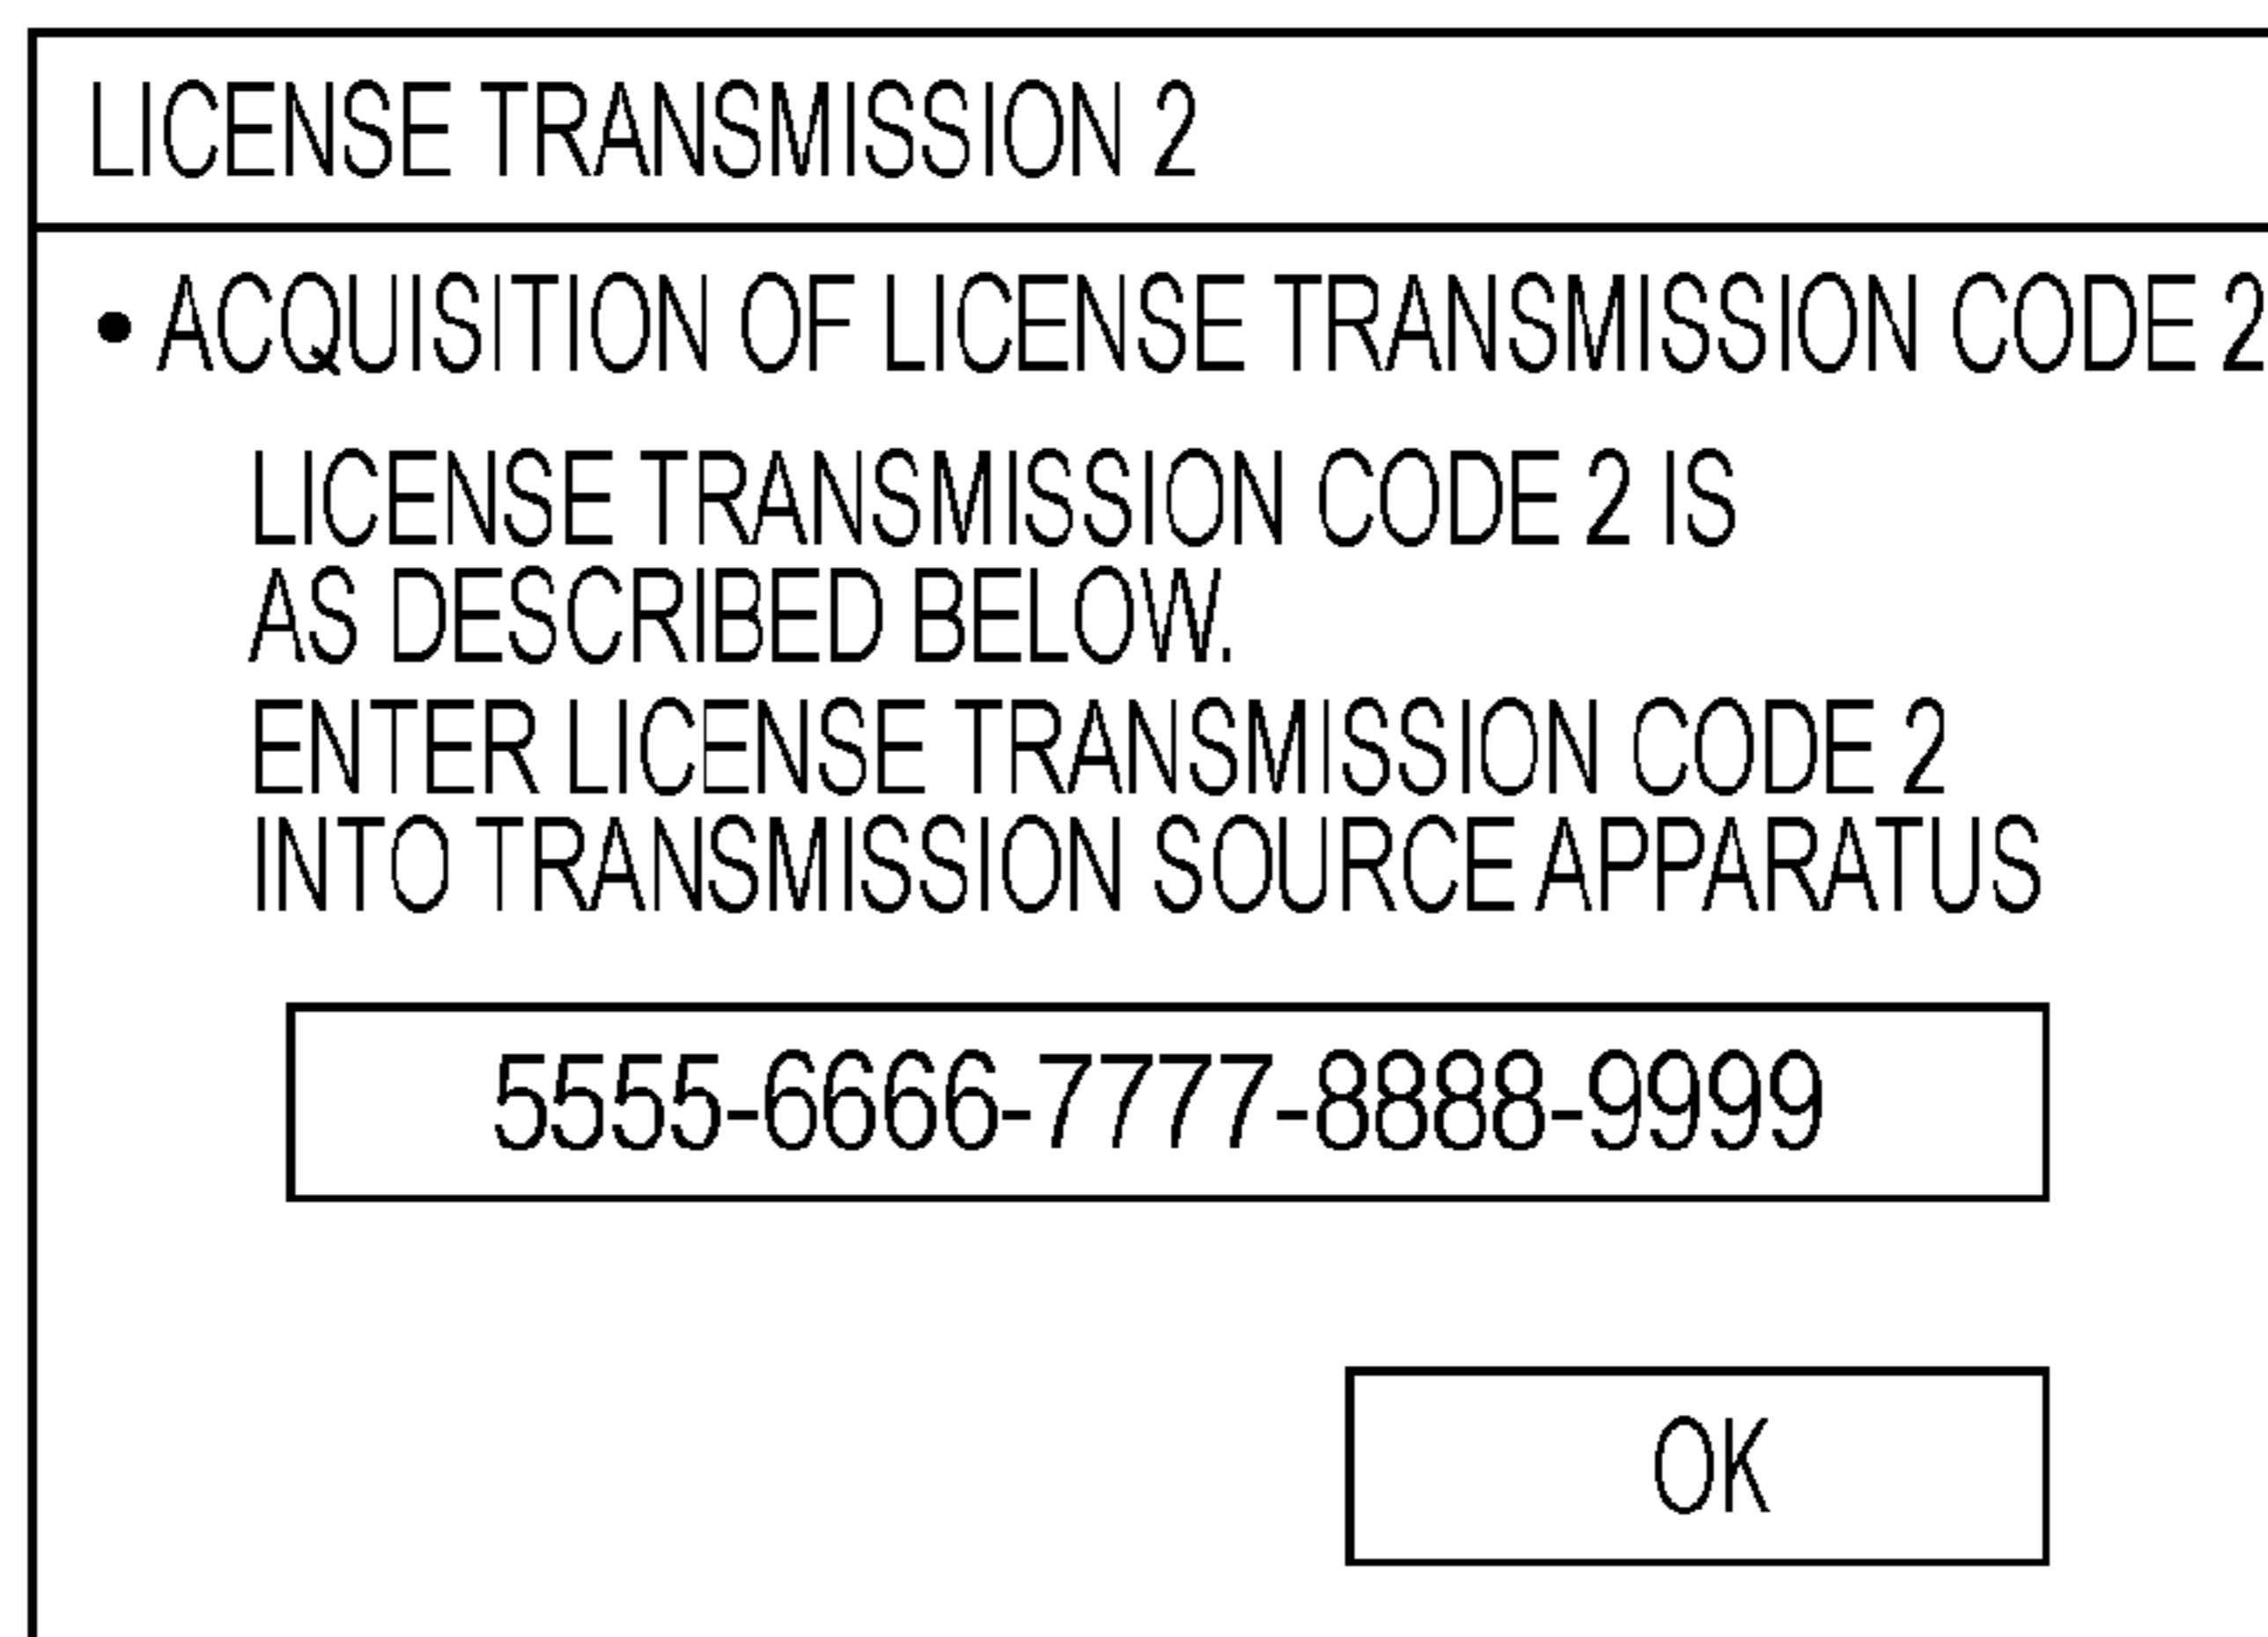 LICENSE TRANSMISSION 2
• ACQUISITION OF LICENSE TRANSMISSION CODE 2
LICENSE TRANSMISSION CODE 2 IS
AS DESCRIBED BELOW.
ENTER LICENSE TRANSMISSION CODE 2
INTO TRANSMISSION SOURCE APPARATUS
5555-6666-7777-8888-9999
OK